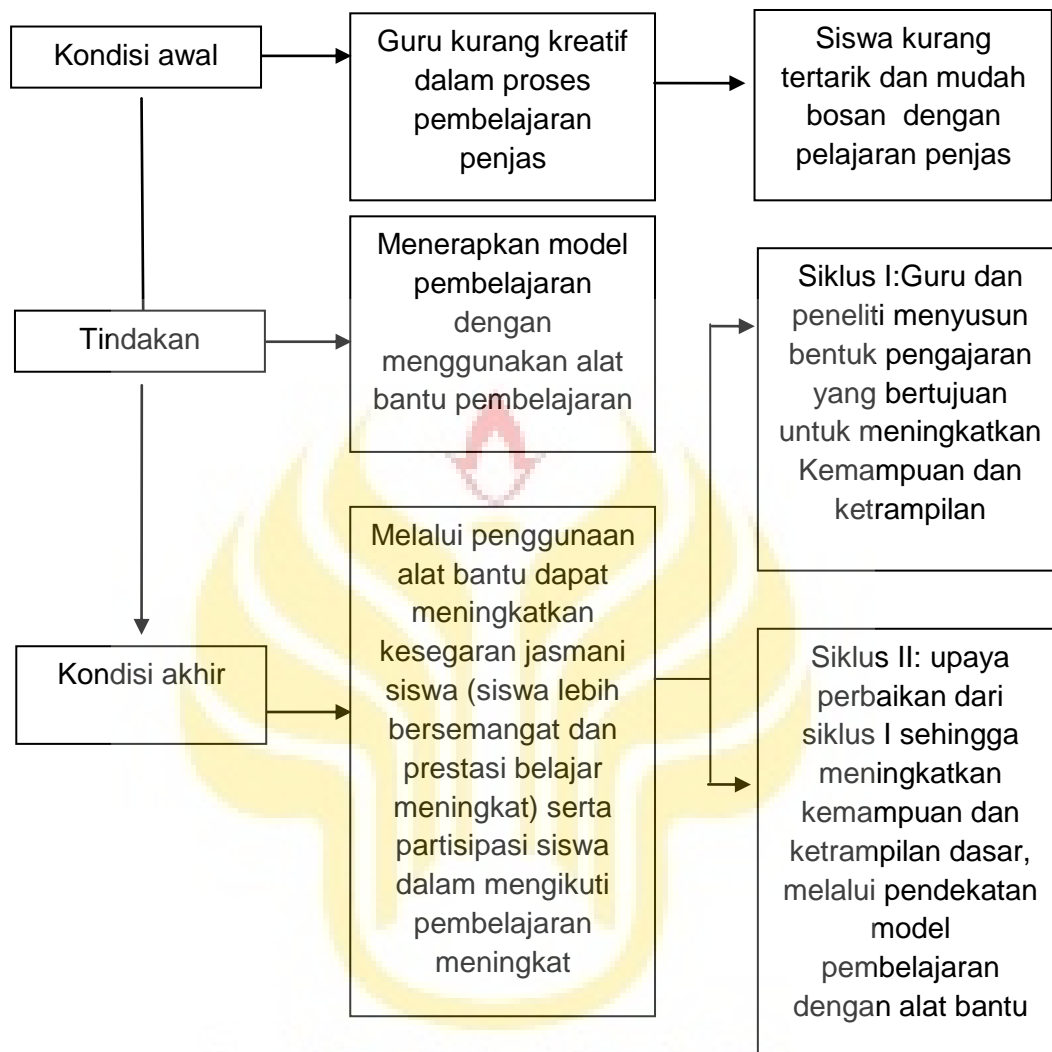 Kondisi awal
Guru kurang kreatif
dalam proses
pembelajaran
penjas
Siswa kurang
tertarik dan mudah
bosan dengan
pelajaran penjas
Tindakan
Menerapkan model
pembelajaran
dengan
menggunakan alat
bantu pembelajaran
Siklus I:Guru dan
peneliti menyusun
bentuk pengajaran
yang bertujuan
untuk meningkatkan
Kemampuan dan
ketrampilan
Kondisi akhir
Melalui penggunaan
alat bantu dapat
meningkatkan
kesegaran jasmani
siswa (siswa lebih
bersemangat dan
prestasi belajar
meningkat) serta
partisipasi siswa
dalam mengikuti
pembelajaran
meningkat
Siklus II: upaya
perbaikan dari
siklus I sehingga
meningkatkan
kemampuan dan
ketrampilan dasar,
melalui pendekatan
model
pembelajaran
dengan alat bantu